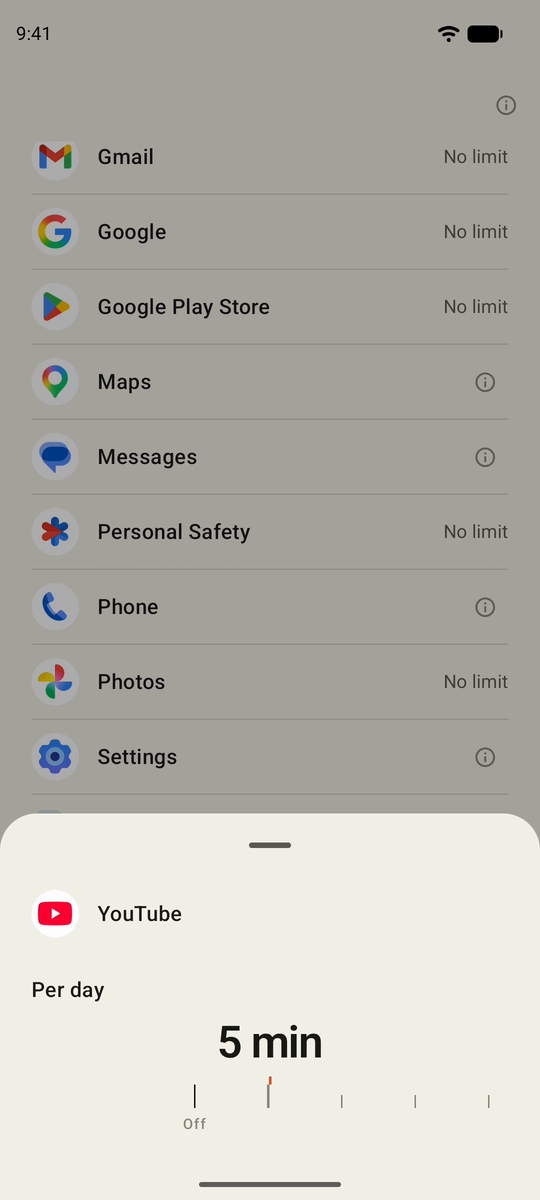 9:41
Gmail No limit
Google No limit
Google Play Store No limit
Maps
Messages
Personal Safety No limit
Phone
Photos No limit
Settings
YouTube
Per day
5 min
Off